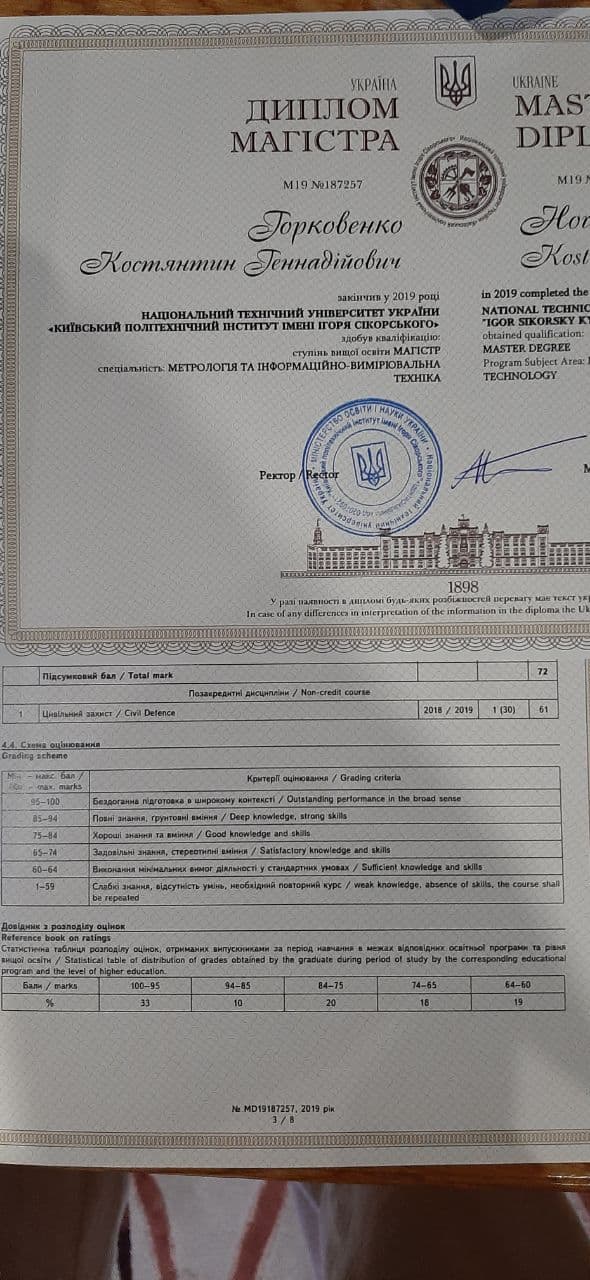 УКРАЇНА
ДИПЛОМ
МАГІСТРА
М19 №187257
Горковенко
Костянтин Геннадійович
закінчив у 2019 році
НАЦІОНАЛЬНИЙ ТЕХНІЧНИЙ УНІВЕРСИТЕТ УКРАЇНИ
«КИЇВСЬКИЙ ПОЛІТЕХНІЧНИЙ ІНСТИТУТ ІМЕНІ ІГОРЯ СІКОРСЬКОГО»
здобув кваліфікацію:
ступінь вищої освіти МАГІСТР
спеціальність: МЕТРОЛОГІЯ ТА ІНФОРМАЦІЙНО-ВИМІРЮВАЛЬНА
ТЕХНІКА
UKRAINE
MAS
DIPL
M19
Hor
Kost
in 2019 completed the
NATIONAL TECHNIC
"IGOR SIKORSKY K
obtained qualification:
MASTER DEGREE
Program Subject Area:
TECHNOLOGY
Ректор / Rector
М
МІНІСТЕРСТВО ОСВІТИ І НАУКИ УКРАЇНИ
1898
У разі наявності в дипломі будь-яких розбіжностей перевагу має текст ук
In case of any differences in interpretation of the information in the diploma the Uk
Підсумковий бал / Total mark 72
Позакредитні дисципліни / Non-credit course
1 Цивільний захист / Civil Defence 2018 / 2019 1 (30) 61
4.4. Схема оцінювання
Grading scheme
– макс. бал / Критерії оцінювання / Grading criteria
– max. marks
95–100 Бездоганна підготовка в широкому контексті / Outstanding performance in the broad sense
85–94 Повні знання, ґрунтовні вміння / Deep knowledge, strong skills
75–84 Хороші знання та вміння / Good knowledge and skills
65–74 Задовільні знання, стереотипні вміння / Satisfactory knowledge and skills
60–64 Виконання мінімальних вимог діяльності у стандартних умовах / Sufficient knowledge and skills
1–59 Слабкі знання, відсутність умінь, необхідний повторний курс / weak knowledge, absence of skills, the course shall
be repeated
Довідник з розподілу оцінок
Reference book on ratings
Статистична таблиця розподілу оцінок, отриманих випускниками за період навчання в межах відповідних освітньої програми та рівня
вищої освіти / Statistical table of distribution of grades obtained by the graduate during period of study by the corresponding educational
program and the level of higher education.
Бали / marks 100–95 94–85 84–75 74–65 64–60
% 33 10 20 18 19
№ MD19187257, 2019 рік
3 / 8